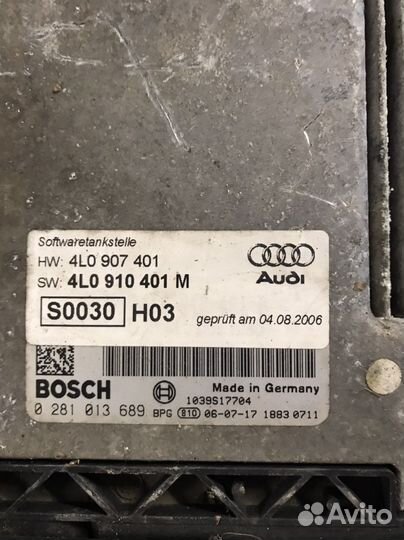 Softwaretankstelle
HW: 4L0 907 401
SW: 4L0 910 401 M
Audi
S0030 H03 geprüft am 04.08.2006
BOSCH Made in Germany
1039S17704
0 281 013 689 BPG 810 06-07-17 1883 0711
Avito